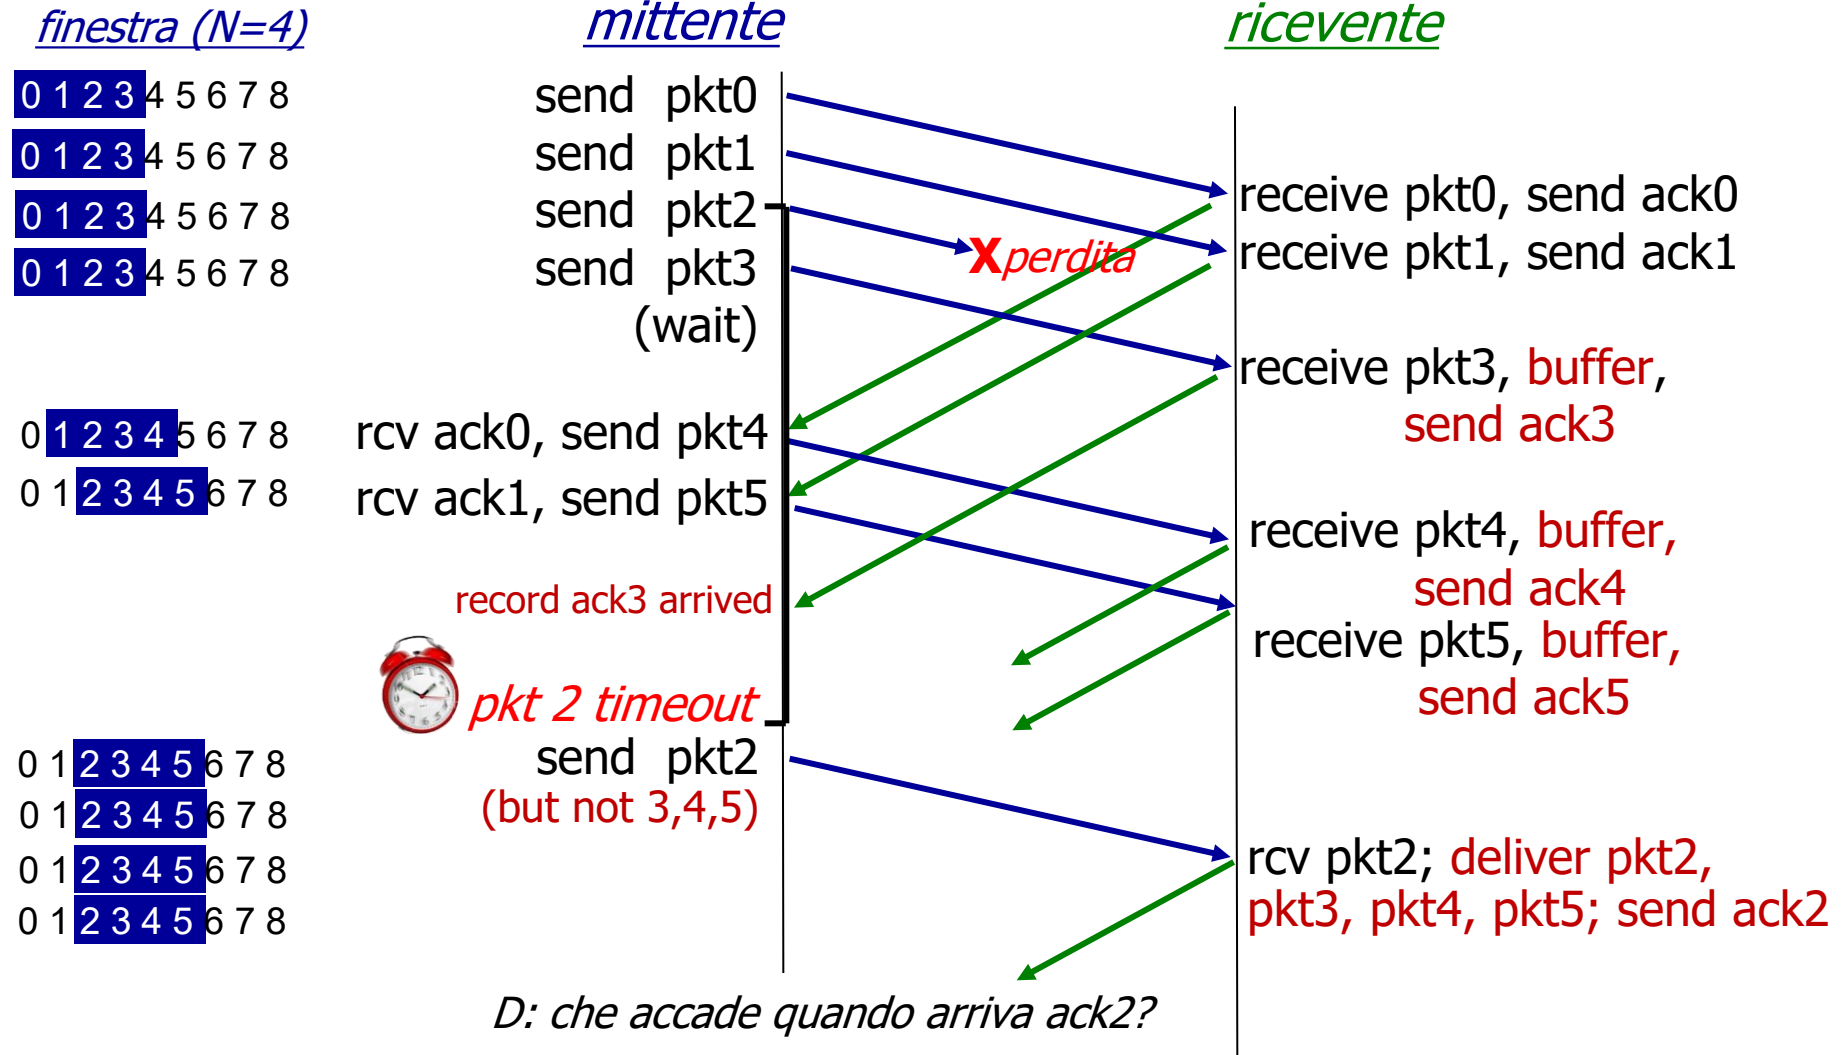 finestra (N=4)
mittente
ricevente
0 1 2 3 4 5 6 7 8
send pkt0
0 1 2 3 4 5 6 7 8
send pkt1
0 1 2 3 4 5 6 7 8
send pkt2
0 1 2 3 4 5 6 7 8
send pkt3
(wait)
Xperdita
receive pkt0, send ack0
receive pkt1, send ack1
receive pkt3, buffer,
send ack3
0 1 2 3 4 5 6 7 8
rcv ack0, send pkt4
0 1 2 3 4 5 6 7 8
rcv ack1, send pkt5
receive pkt4, buffer,
send ack4
record ack3 arrived
receive pkt5, buffer,
send ack5
pkt 2 timeout
0 1 2 3 4 5 6 7 8
send pkt2
0 1 2 3 4 5 6 7 8
(but not 3,4,5)
0 1 2 3 4 5 6 7 8
0 1 2 3 4 5 6 7 8
rcv pkt2; deliver pkt2,
pkt3, pkt4, pkt5; send ack2
D: che accade quando arriva ack2?